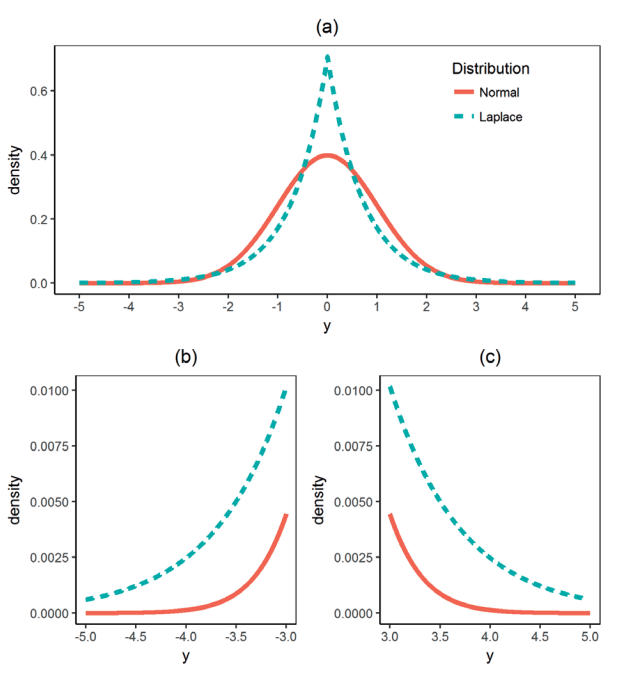 (a)
Distribution
Normal
Laplace
0.6
0.4
0.2
0.0
density
-5 -4 -3 -2 -1 0 1 2 3 4 5
y
(b)
0.0100
0.0075
0.0050
0.0025
0.0000
density
-5.0 -4.5 -4.0 -3.5 -3.0
y
(c)
0.0100
0.0075
0.0050
0.0025
0.0000
density
3.0 3.5 4.0 4.5 5.0
y